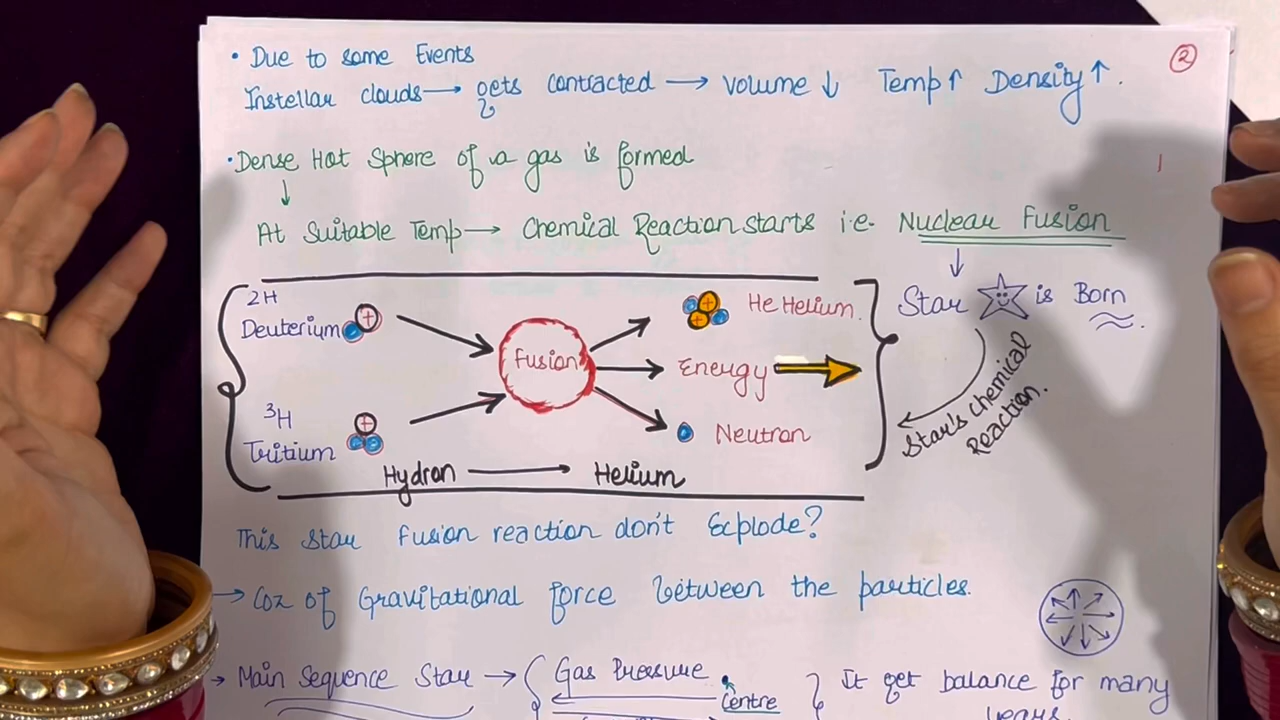 ②
• Due to some Events
Instellar clouds → gets contracted → volume ↓ Temp↑ Density↑.
• Dense Hot Sphere of a gas is formed
↓
At Suitable Temp → Chemical Reaction starts i.e. Nuclear Fusion
↓
Star is Born
2H
Deuterium
+
Fusion
He Helium.
+
+
Energy
3H
Tritium
+
Neutron
Hydron → Helium
Star's Chemical
Reaction.
This star fusion reaction don't Ecplode?
→ Coz of Gravitational force between the particles.
→ Main Sequence Star → Gas Pressure
Centre
It get balance for many
years.